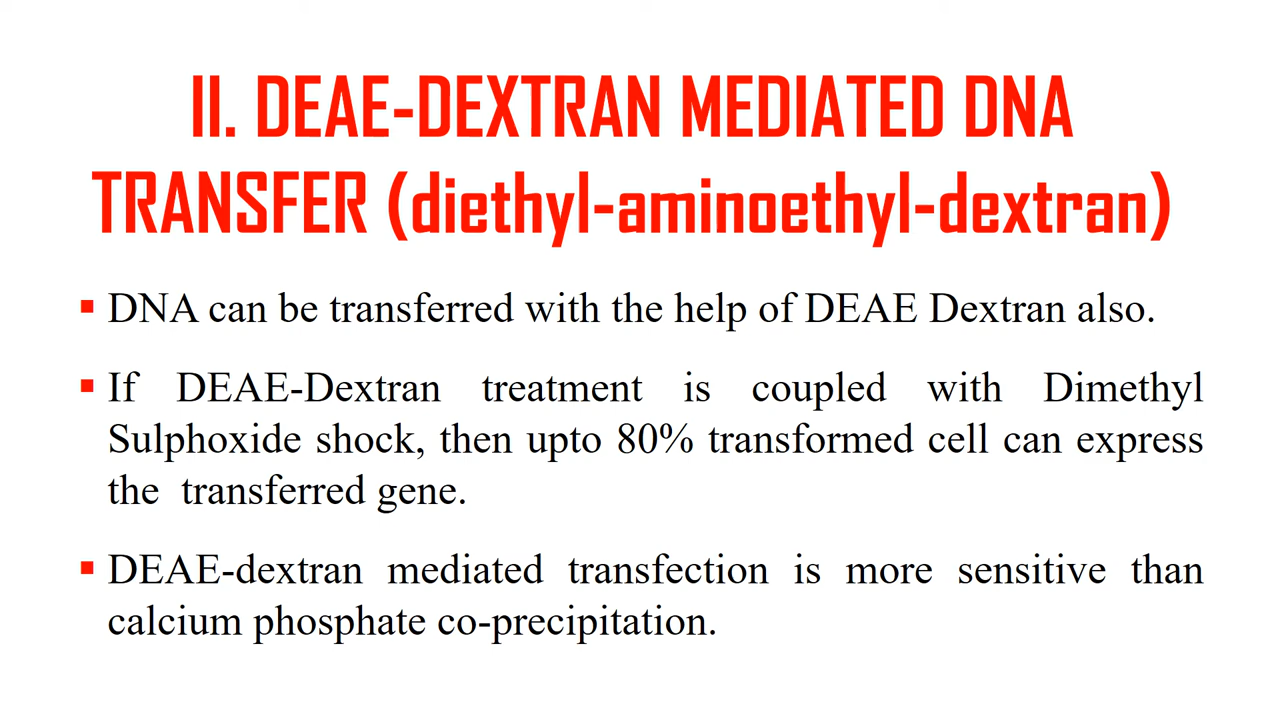 II. DEAE-DEXTRAN MEDIATED DNA
TRANSFER (diethyl-aminoethyl-dextran)
▪ DNA can be transferred with the help of DEAE Dextran also.
▪ If DEAE-Dextran treatment is coupled with Dimethyl
Sulphoxide shock, then upto 80% transformed cell can express
the transferred gene.
▪ DEAE-dextran mediated transfection is more sensitive than
calcium phosphate co-precipitation.